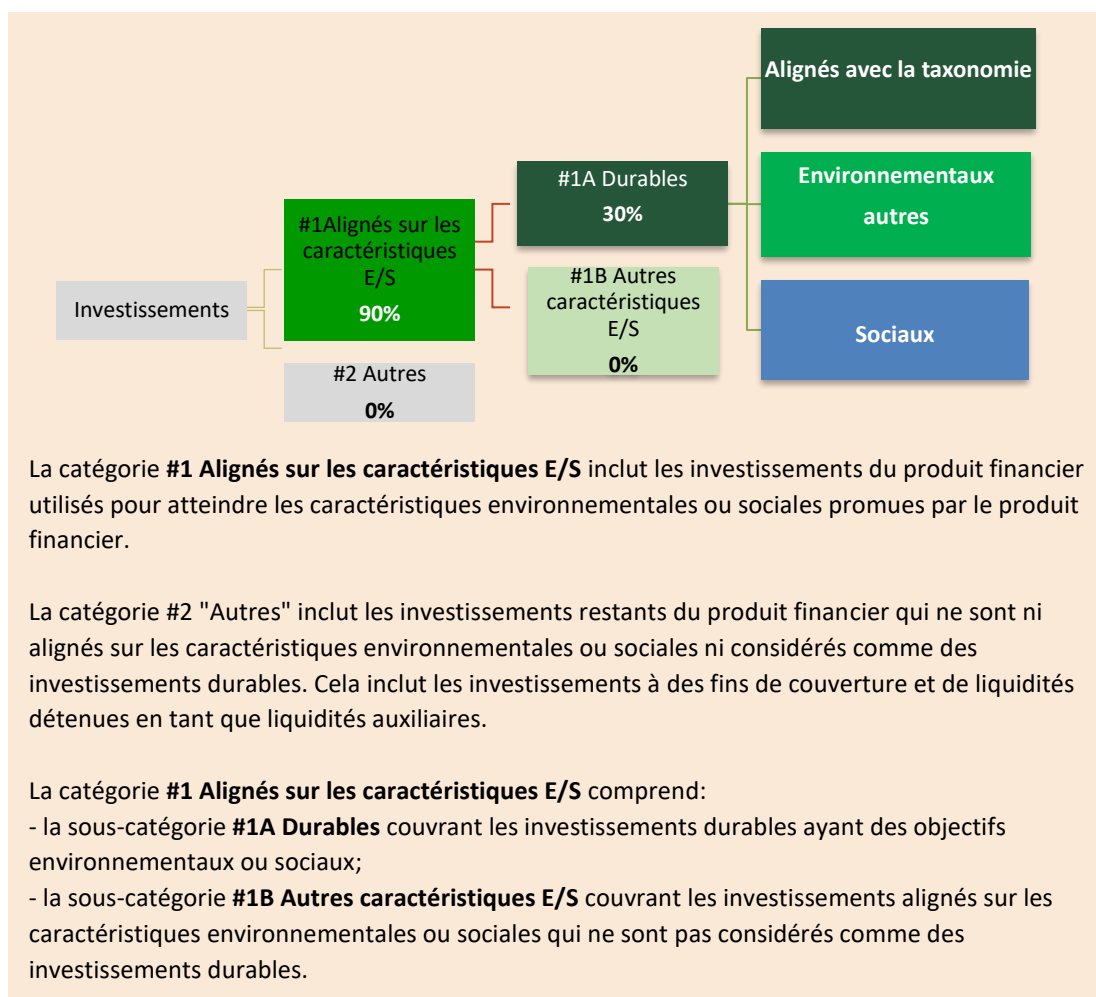 Investissements
#1Alignés sur les
caractéristiques
E/S
90%
#2 Autres
0%
#1A Durables
30%
#1B Autres
caractéristiques
E/S
0%
Alignés avec la taxonomie
Environnementaux
autres
Sociaux
La catégorie #1 Alignés sur les caractéristiques E/S inclut les investissements du produit financier
utilisés pour atteindre les caractéristiques environnementales ou sociales promues par le produit
financier.
La catégorie #2 "Autres" inclut les investissements restants du produit financier qui ne sont ni
alignés sur les caractéristiques environnementales ou sociales ni considérés comme des
investissements durables. Cela inclut les investissements à des fins de couverture et de liquidités
détenues en tant que liquidités auxiliaires.
La catégorie #1 Alignés sur les caractéristiques E/S comprend:
- la sous-catégorie #1A Durables couvrant les investissements durables ayant des objectifs
environnementaux ou sociaux;
- la sous-catégorie #1B Autres caractéristiques E/S couvrant les investissements alignés sur les
caractéristiques environnementales ou sociales qui ne sont pas considérés comme des
investissements durables.